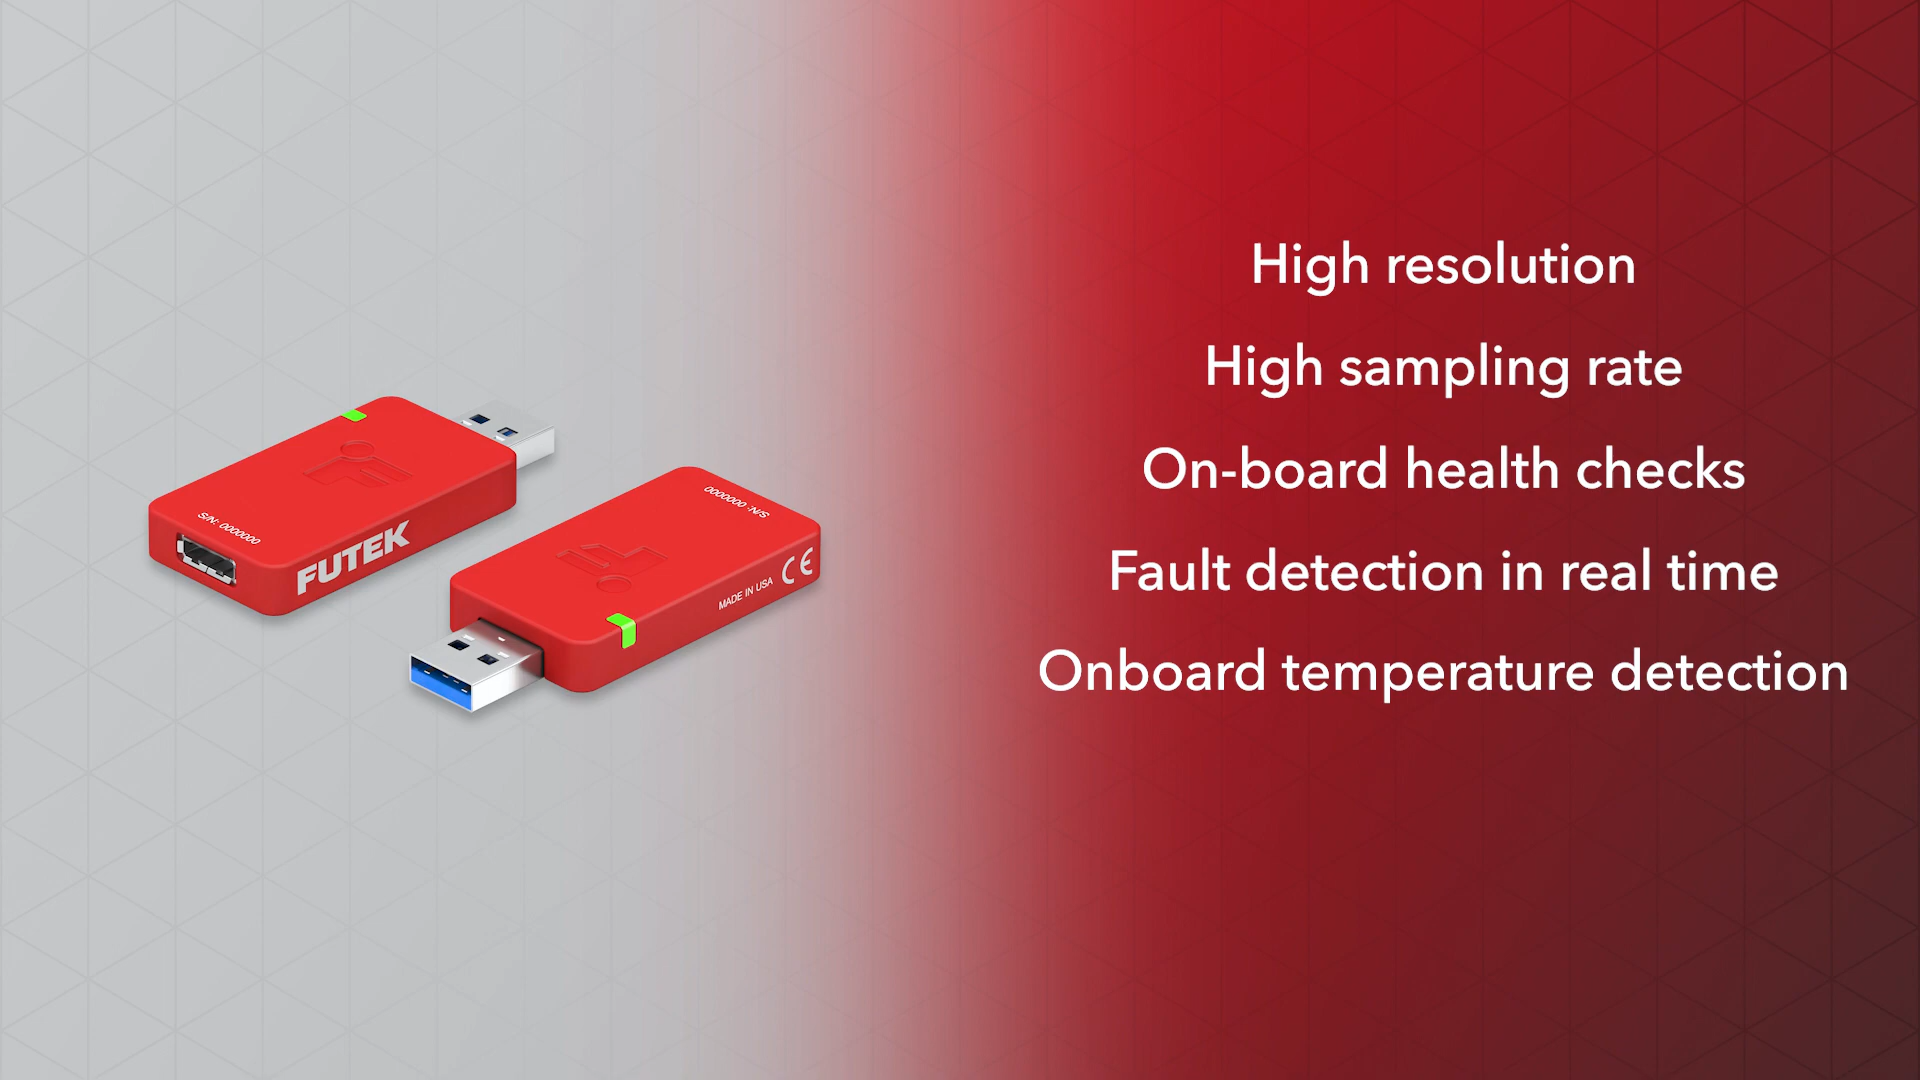 High resolution
High sampling rate
On-board health checks
Fault detection in real time
Onboard temperature detection
S/N: 0000000
FUTEK
S/N: 0000000
MADE IN USA CE